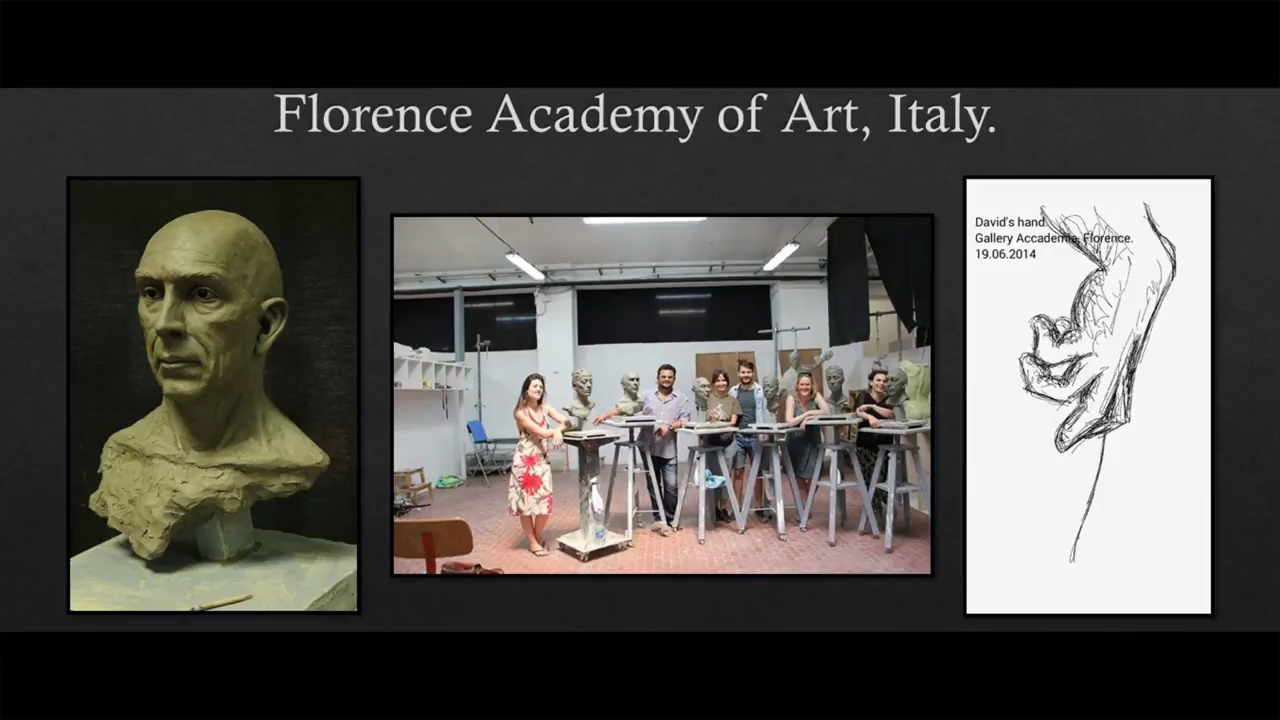 Florence Academy of Art, Italy.
David's hand.
Gallery Accademia, Florence.
19.06.2014